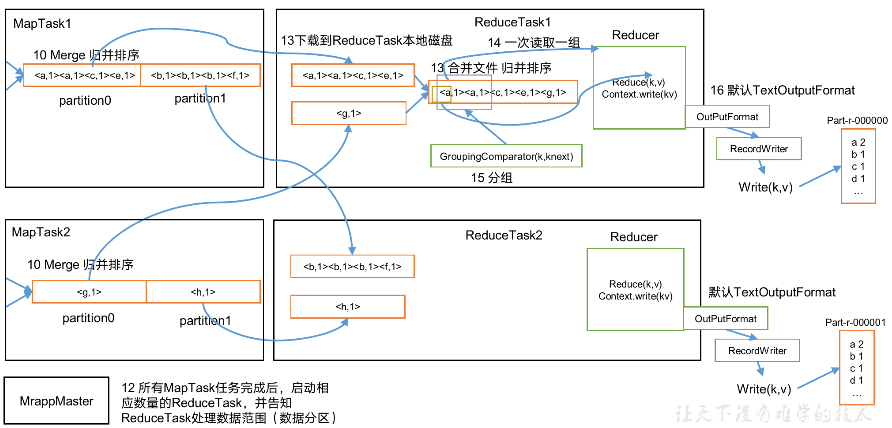 MapTask1
10 Merge 归并排序
<a,1><a,1><c,1><e,1>
<b,1><b,1><b,1><f,1>
partition0
partition1
ReduceTask1
13下载到ReduceTask本地磁盘
<a,1><a,1><c,1><e,1>
<g,1>
14 一次读取一组
13 合并文件 归并排序
<a,1><a,1><c,1><e,1><g,1>
GroupingComparator(k,knext)
15 分组
Reducer
Reduce(k,v)
Context.write(kv)
16 默认TextOutputFormat
OutPutFormat
RecordWriter
Write(k,v)
Part-r-000000
a 2
b 1
c 1
d 1
...
MapTask2
10 Merge 归并排序
<g,1>
<h,1>
partition0
partition1
ReduceTask2
<b,1><b,1><b,1><f,1>
<h,1>
Reducer
Reduce(k,v)
Context.write(kv)
默认TextOutputFormat
OutPutFormat
RecordWriter
Write(k,v)
Part-r-000001
a 2
b 1
c 1
d 1
...
MrappMaster
12 所有MapTask任务完成后，启动相
应数量的ReduceTask，并告知
ReduceTask处理数据范围（数据分区）
让天下没有难学的技术